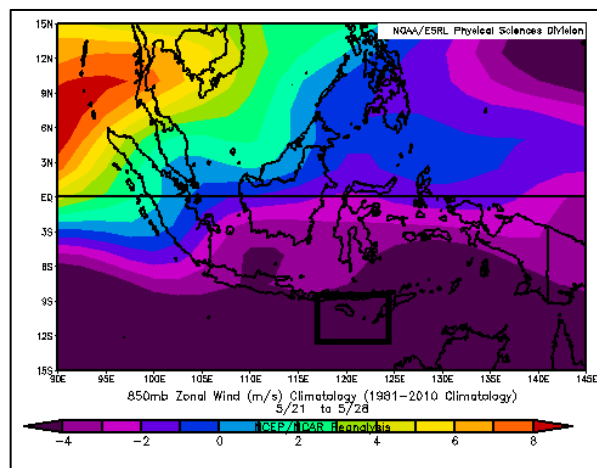 NOAA/ESRL Physical Sciences Division
15N
12N
9N
6N
3N
EQ
3S
6S
9S
12S
15S
90E 95E 100E 105E 110E 115E 120E 125E 130E 135E 140E 145E
850mb Zonal Wind (m/s) Climatology (1981-2010 Climatology)
5/21 to 5/28
NCEP/NCAR Reanalysis
-4 -2 0 2 4 6 8